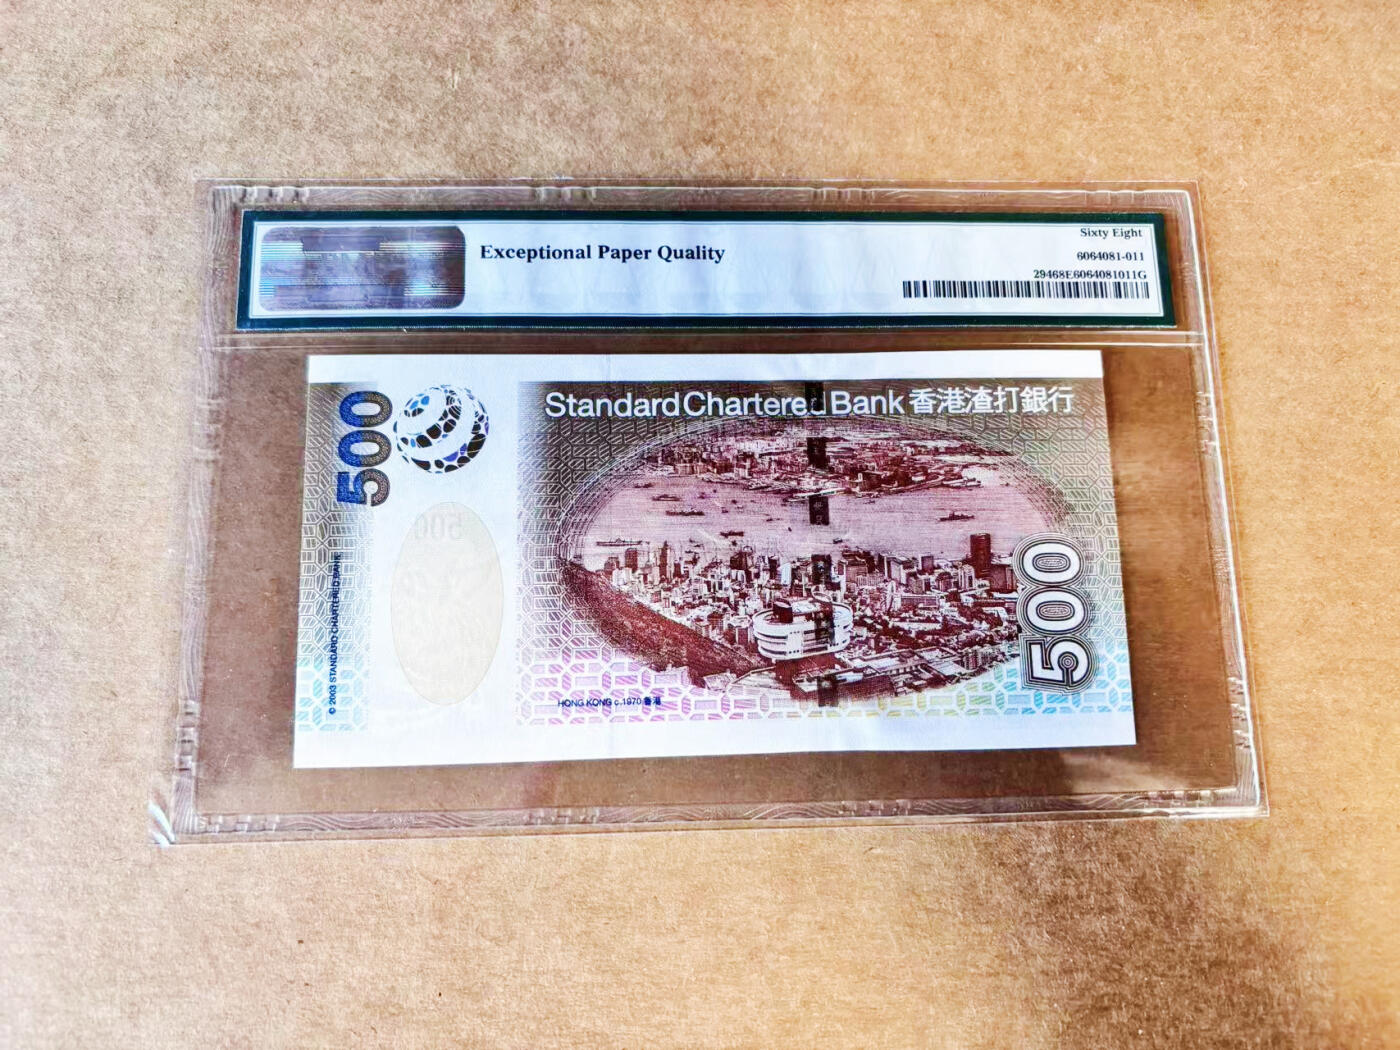 Exceptional Paper Quality
Sixty Eight
6064081-011
29468E6064081011G
Standard Chartered Bank 香港渣打銀行
500
500
500
© 2003 STANDARD CHARTERED BANK
HONG KONG c.1970 香港